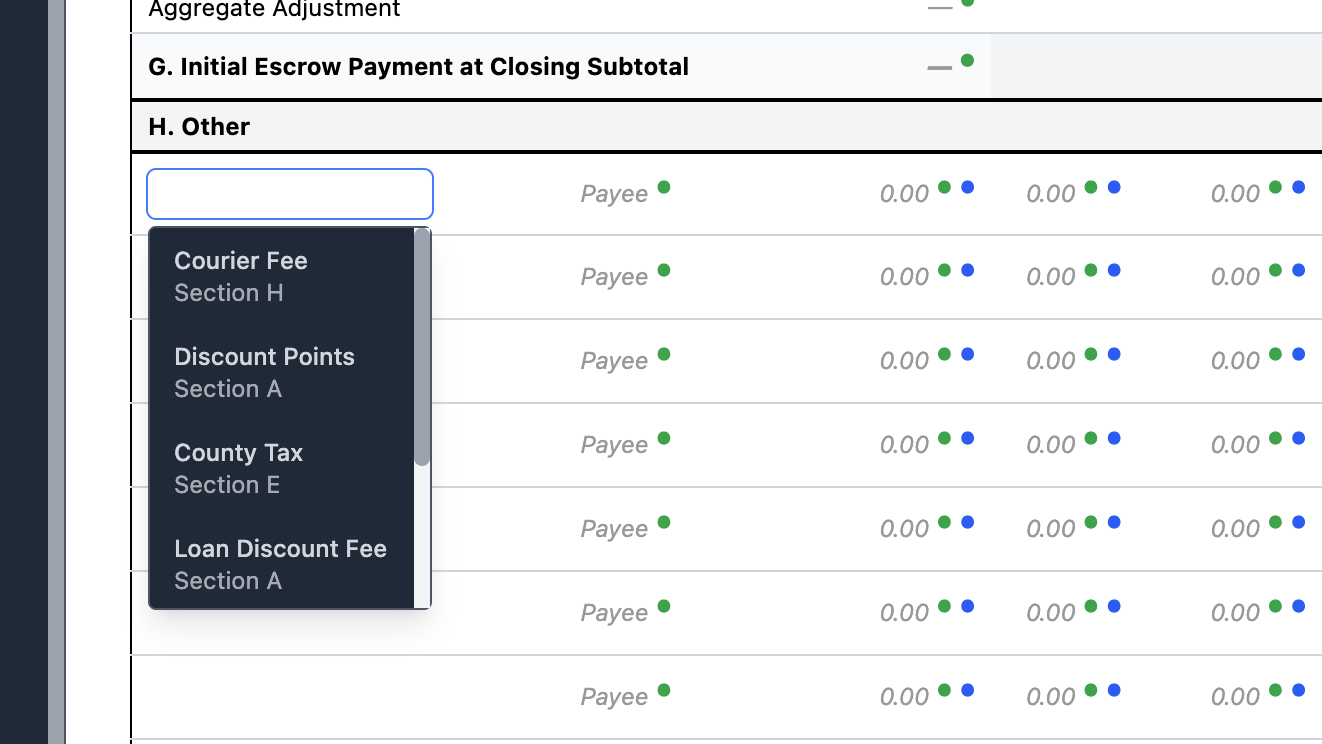 Aggregate Adjustment —
G. Initial Escrow Payment at Closing Subtotal —
H. Other
Payee 0.00 0.00 0.00
Courier Fee
Section H
Payee 0.00 0.00 0.00
Discount Points
Section A
Payee 0.00 0.00 0.00
County Tax
Section E
Payee 0.00 0.00 0.00
Loan Discount Fee
Section A
Payee 0.00 0.00 0.00
Payee 0.00 0.00 0.00
Payee 0.00 0.00 0.00